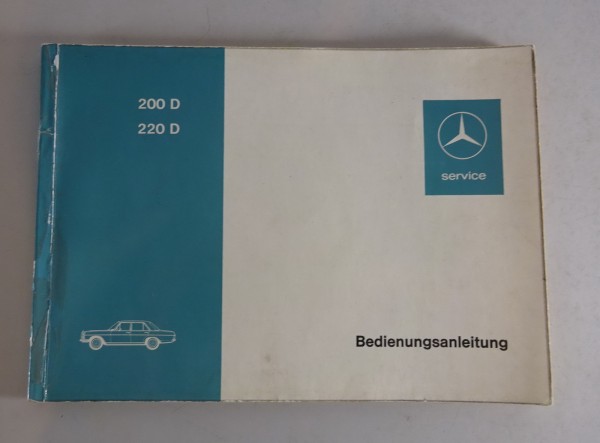 200 D
220 D
service
Bedienungsanleitung